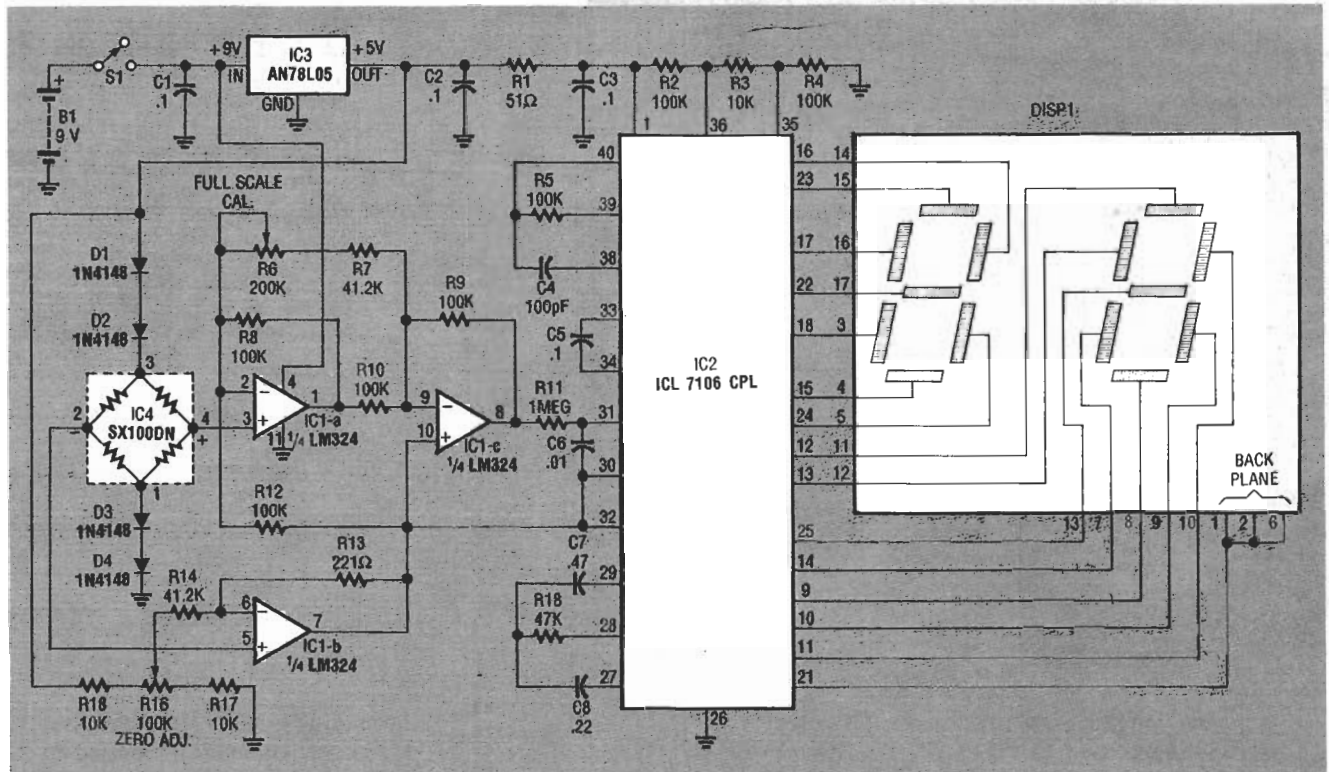 S1
+
B1
9 V
C1
.1
+9V
IN
IC3
AN78L05
GND
+5V
OUT
C2
.1
R1
51Ω
C3
.1
R2
100K
R3
10K
R4
100K
1
36
35
DISP1
FULL SCALE
CAL.
R6
200K
R7
41.2K
R8
100K
R9
100K
R10
100K
D1
1N4148
D2
1N4148
3
IC4
SX100DN
2
−
4
+
1
D3
1N4148
D4
1N4148
2
−
3
+
4
11
1
IC1-a
¼ LM324
9
−
10
+
8
IC1-c
¼ LM324
R11
1MEG
C6
.01
R12
100K
R13
221Ω
R14
41.2K
6
−
5
+
7
IC1-b
¼ LM324
R18
10K
R16
100K
ZERO ADJ.
R17
10K
R5
100K
C4
100pF
C5
.1
C7
.47
R18
47K
C8
.22
40
39
38
33
34
31
30
32
29
28
27
26
IC2
ICL 7106 CPL
16 14
23 15
17 16
22 17
18 3
15 4
24 5
12 11
13 12
25
14
9
10
11
21
BACK
PLANE
13 7 8 9 10 1 2 6